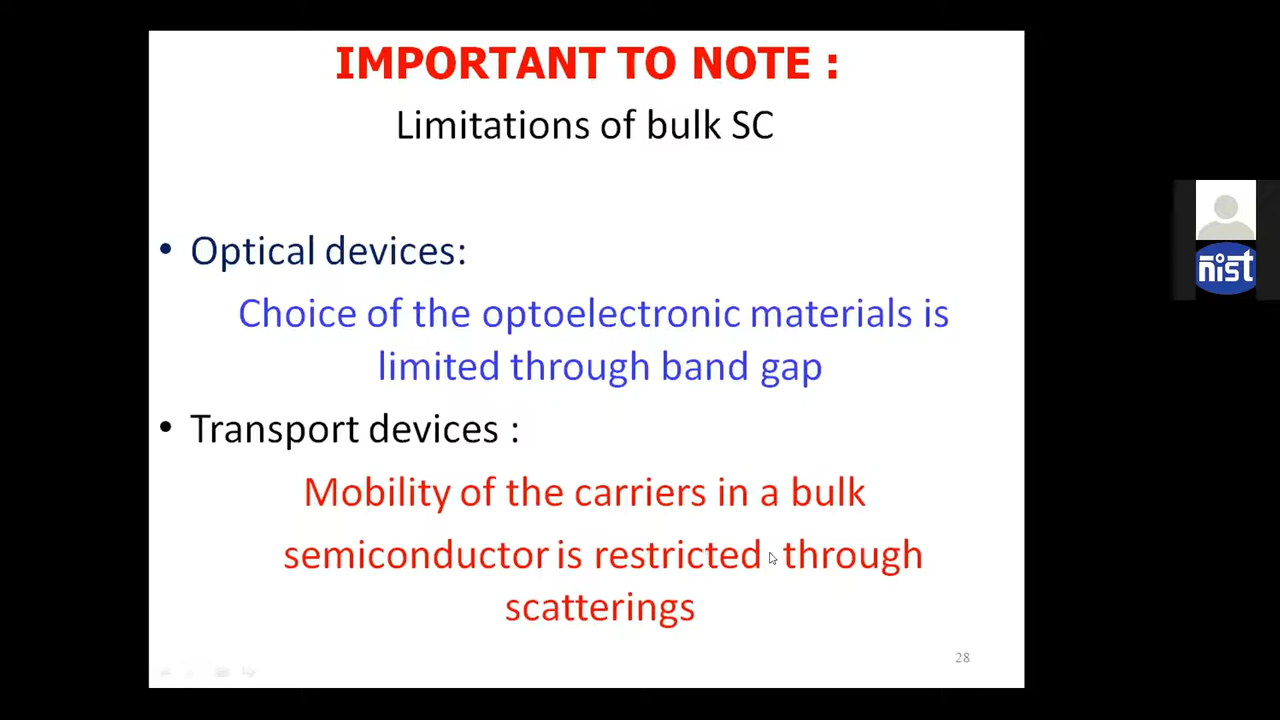 IMPORTANT TO NOTE :
Limitations of bulk SC
• Optical devices:
Choice of the optoelectronic materials is
limited through band gap
• Transport devices :
Mobility of the carriers in a bulk
semiconductor is restricted through
scatterings
28
nist